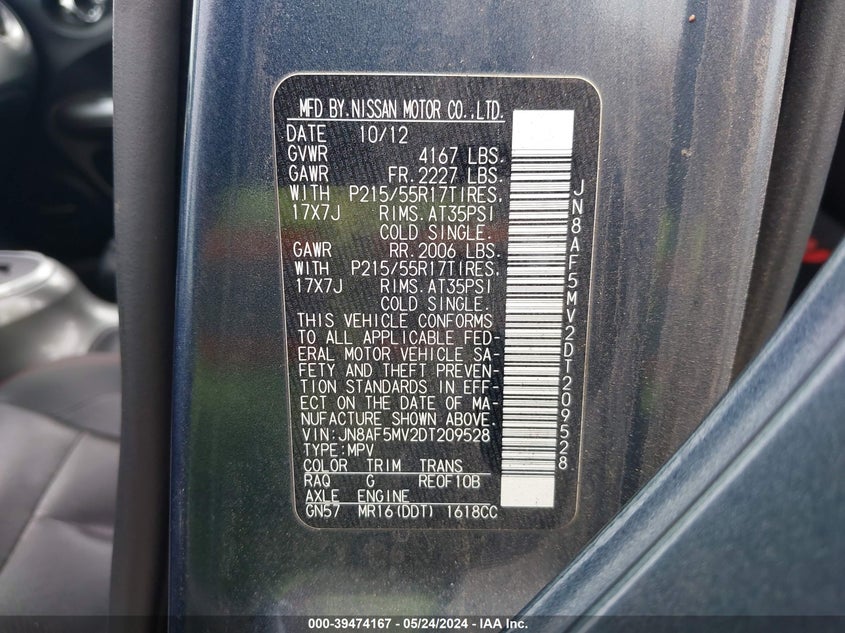 MFD BY.NISSAN MOTOR CO.,LTD.
DATE 10/12
GVWR 4167 LBS.
GAWR FR.2227 LBS.
WITH P215/55R17TIRES.
17X7J RIMS.AT35PSI
COLD SINGLE.
GAWR RR.2006 LBS.
WITH P215/55R17TIRES.
17X7J RIMS.AT35PSI
COLD SINGLE.
THIS VEHICLE CONFORMS
TO ALL APPLICABLE FED-
ERAL MOTOR VEHICLE SA-
FETY AND THEFT PREVEN-
TION STANDARDS IN EFF-
ECT ON THE DATE OF MA-
NUFACTURE SHOWN ABOVE.
VIN:JN8AF5MV2DT209528
TYPE:MPV
COLOR TRIM TRANS
RAQ G RE0F10B
AXLE ENGINE
GN57 MR16(DDT) 1618CC
JN8AF5MV2DT209528
000-39474167 - 05/24/2024 - IAA Inc.